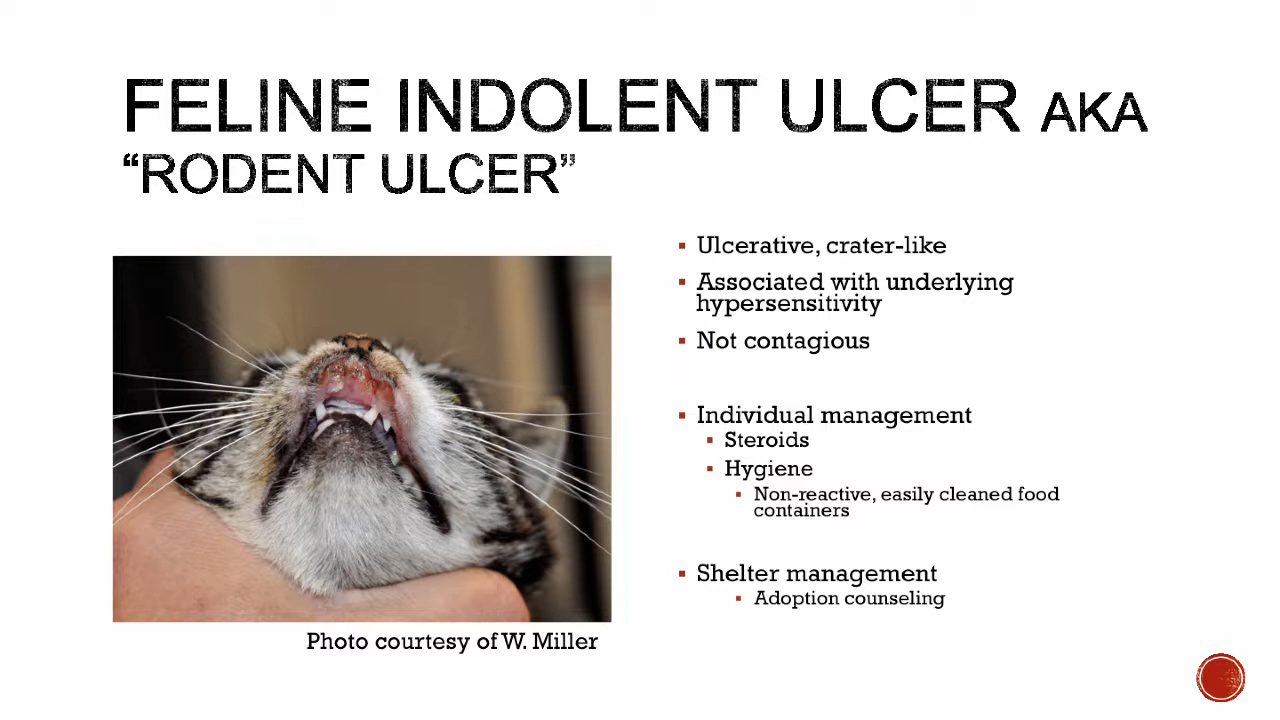 FELINE INDOLENT ULCER AKA
“RODENT ULCER”
Ulcerative, crater-like
Associated with underlying
hypersensitivity
Not contagious
Individual management
Steroids
Hygiene
Non-reactive, easily cleaned food
containers
Shelter management
Adoption counseling
Photo courtesy of W. Miller